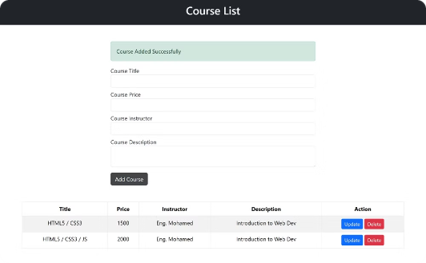 Course List
Course Added Successfully
Course Title
Course Price
Course Instructor
Course Description
Add Course
Title Price Instructor Description Action
HTML5 / CSS3 1500 Eng. Mohamed Introduction to Web Dev Update Delete
HTML5 / CSS3 / JS 2000 Eng. Mohamed Introduction to Web Dev Update Delete